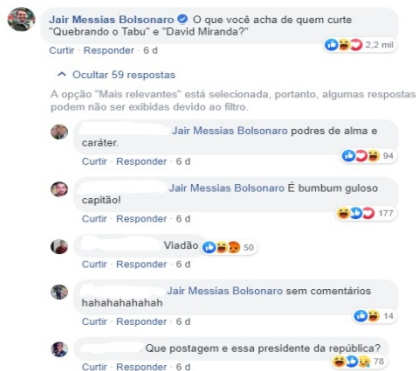 Jair Messias Bolsonaro O que você acha de quem curte
"Quebrando o Tabu" e "David Miranda?"
2,2 mil
Curtir · Responder · 6 d
Ocultar 59 respostas
A opção "Mais relevantes" está selecionada, portanto, algumas respostas
podem não ser exibidas devido ao filtro.
Jair Messias Bolsonaro podres de alma e
caráter.
94
Curtir · Responder · 6 d
Jair Messias Bolsonaro É bumbum guloso
capitão!
177
Curtir · Responder · 6 d
Viadão 50
Curtir · Responder · 6 d
Jair Messias Bolsonaro sem comentários
hahahahahahah
14
Curtir · Responder · 6 d
. Que postagem e essa presidente da república?
78
Curtir · Responder · 6 d